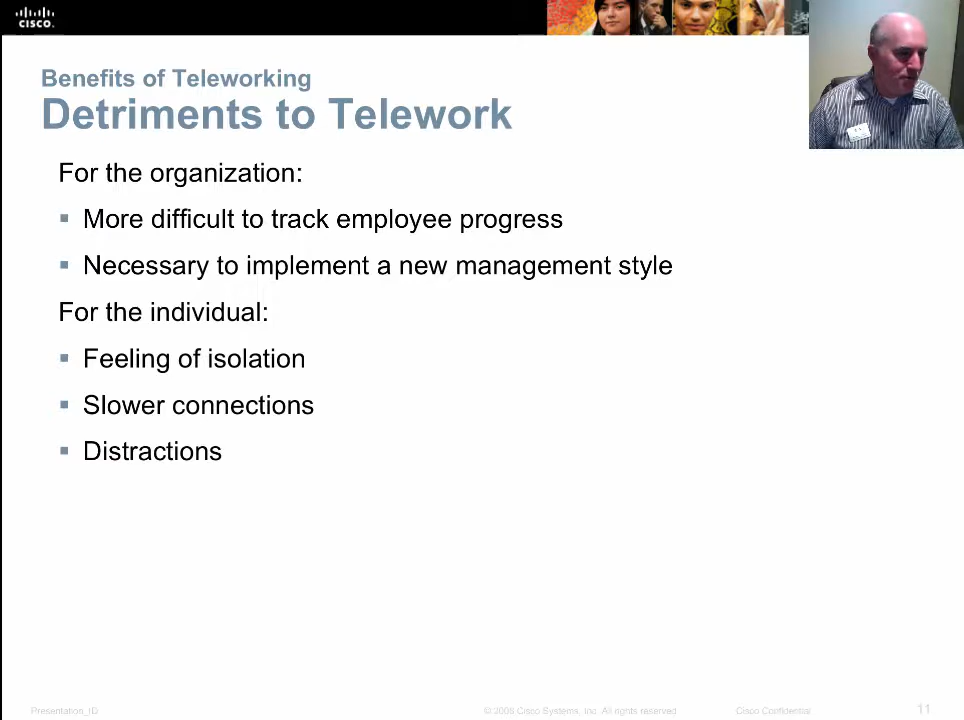 CISCO
Benefits of Teleworking
Detriments to Telework
For the organization:
▪ More difficult to track employee progress
▪ Necessary to implement a new management style
For the individual:
▪ Feeling of isolation
▪ Slower connections
▪ Distractions
Presentation_ID
Cisco Systems, Inc. All rights reserved.
Cisco Confidential
11